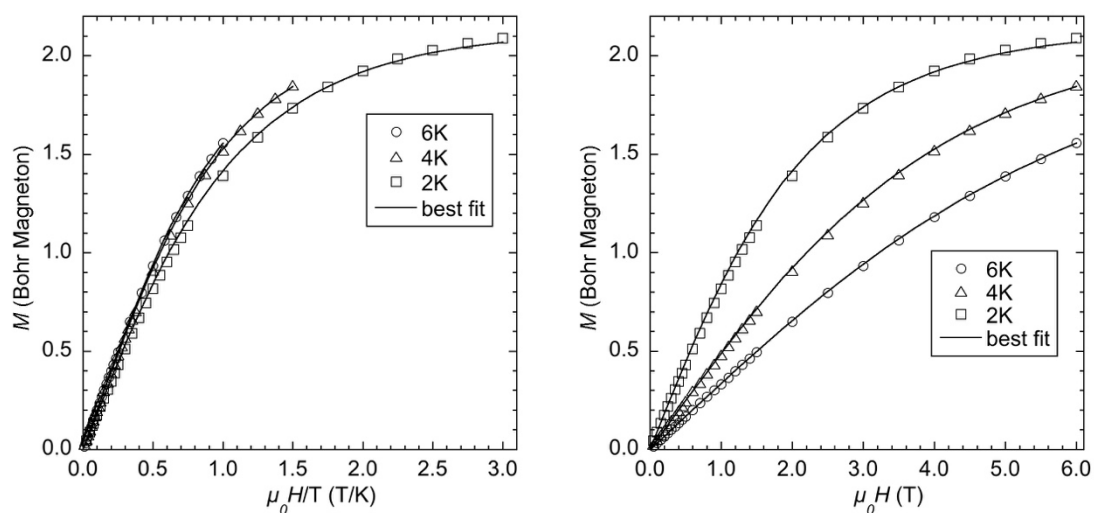 2.0
1.5
1.0
0.5
0.0
M (Bohr Magneton)
6K
4K
2K
best fit
0.0 0.5 1.0 1.5 2.0 2.5 3.0
μ₀H/T (T/K)
2.0
1.5
1.0
0.5
0.0
M (Bohr Magneton)
6K
4K
2K
best fit
0.0 1.0 2.0 3.0 4.0 5.0 6.0
μ₀H (T)